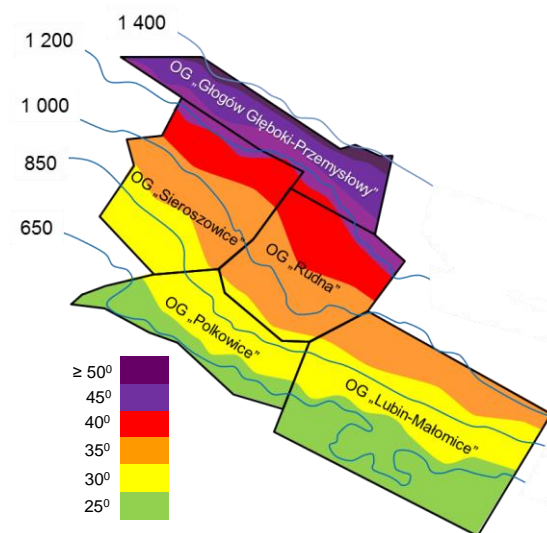 1 400
1 200
OG „Głogów Głęboki-Przemysłowy”
1 000
850
OG „Sieroszowice”
650
OG „Rudna”
OG „Polkowice”
OG „Lubin-Małomice”
≥ 50⁰
45⁰
40⁰
35⁰
30⁰
25⁰